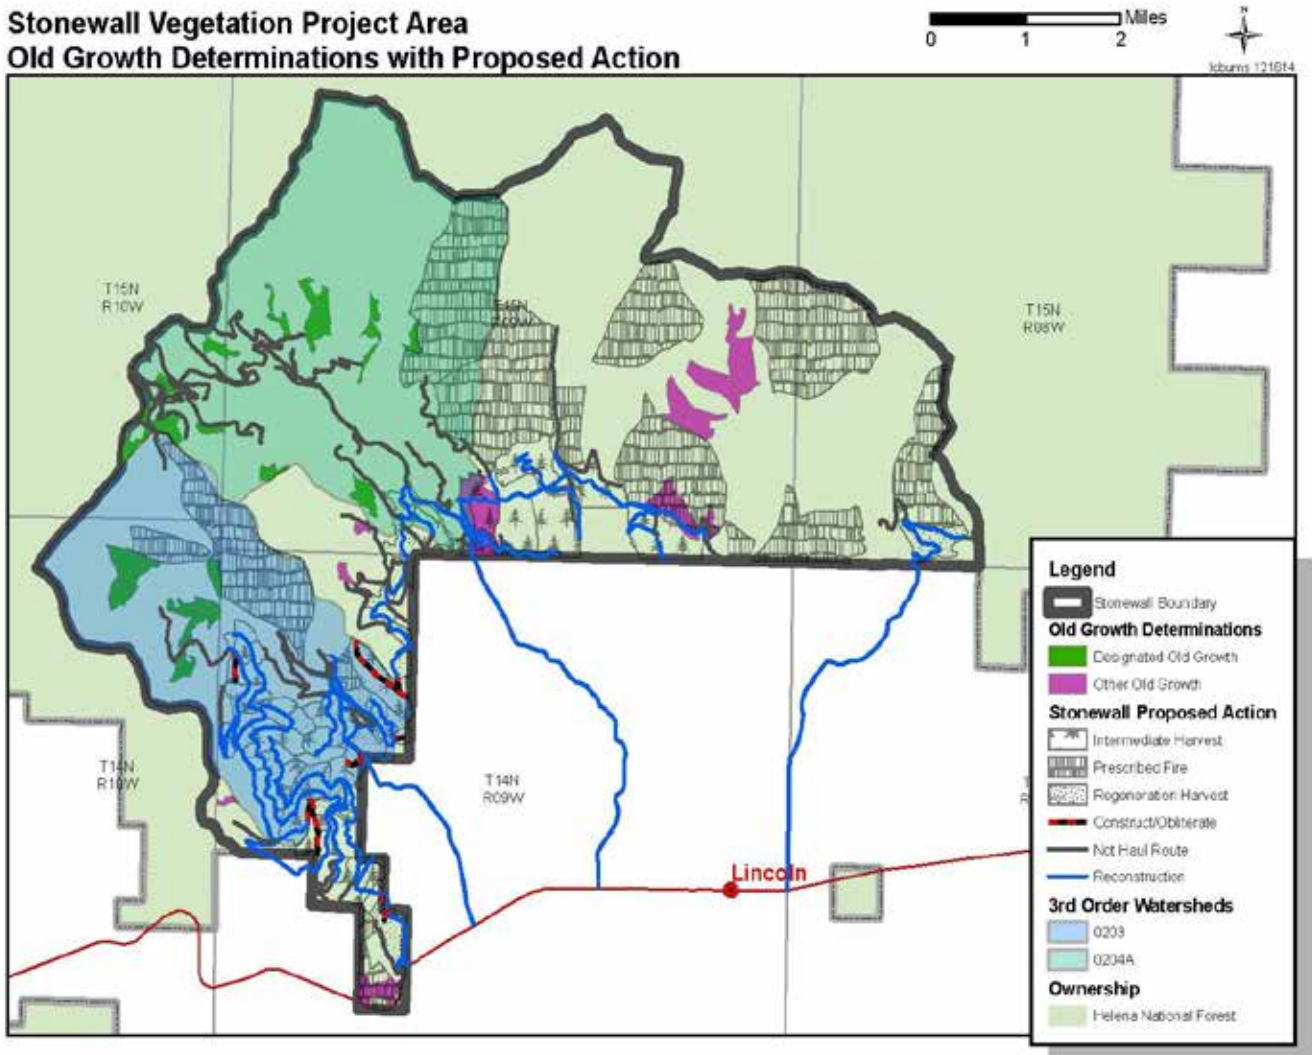 Stonewall Vegetation Project Area
Old Growth Determinations with Proposed Action
Miles
0 1 2
N
T15N
R10W
T15N
R08W
T14N
R10W
T14N
R09W
Lincoln
Legend
Stonewall Boundary
Old Growth Determinations
Designated Old Growth
Other Old Growth
Stonewall Proposed Action
Intermediate Harvest
Prescribed Fire
Regeneration Harvest
Construct/Obliterate
Not Haul Route
Reconstruction
3rd Order Watersheds
0203
0204A
Ownership
Helena National Forest